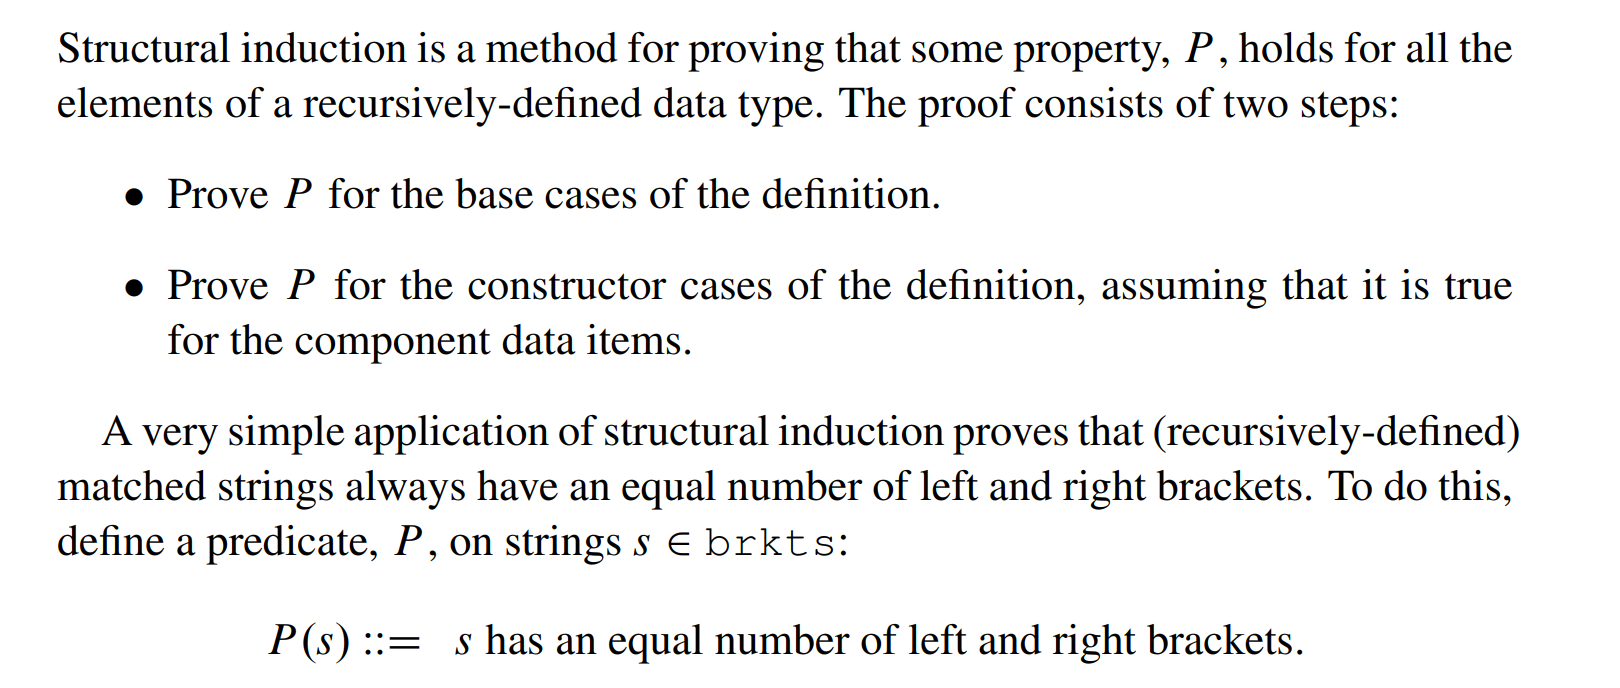 Structural induction is a method for proving that some property, P, holds for all the
elements of a recursively-defined data type. The proof consists of two steps:
• Prove P for the base cases of the definition.
• Prove P for the constructor cases of the definition, assuming that it is true
for the component data items.
A very simple application of structural induction proves that (recursively-defined)
matched strings always have an equal number of left and right brackets. To do this,
define a predicate, P, on strings s ∈ brkts:
P(s) ::= s has an equal number of left and right brackets.